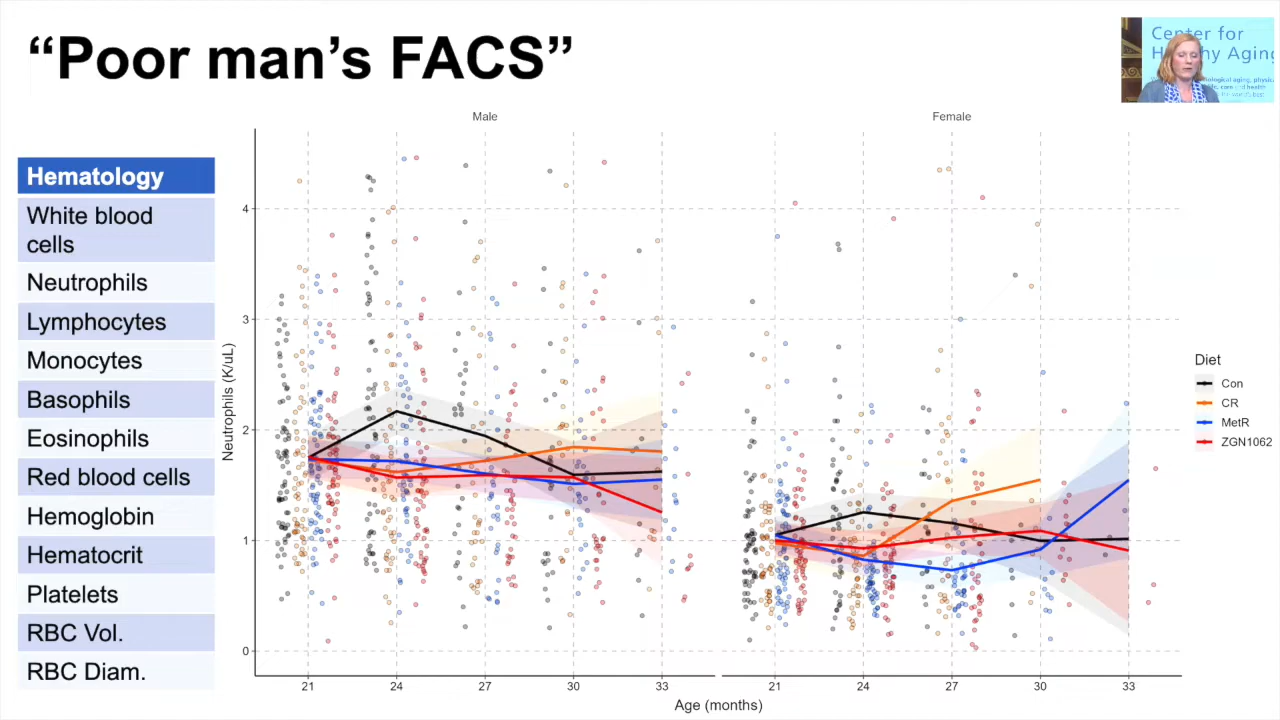 “Poor man’s FACS”
Center for
Healthy Aging
Hematology
White blood
cells
Neutrophils
Lymphocytes
Monocytes
Basophils
Eosinophils
Red blood cells
Hemoglobin
Hematocrit
Platelets
RBC Vol.
RBC Diam.
Male
Female
Neutrophils (K/uL)
4
3
2
1
0
21
24
27
30
33
21
24
27
30
33
Age (months)
Diet
Con
CR
MetR
ZGN1062